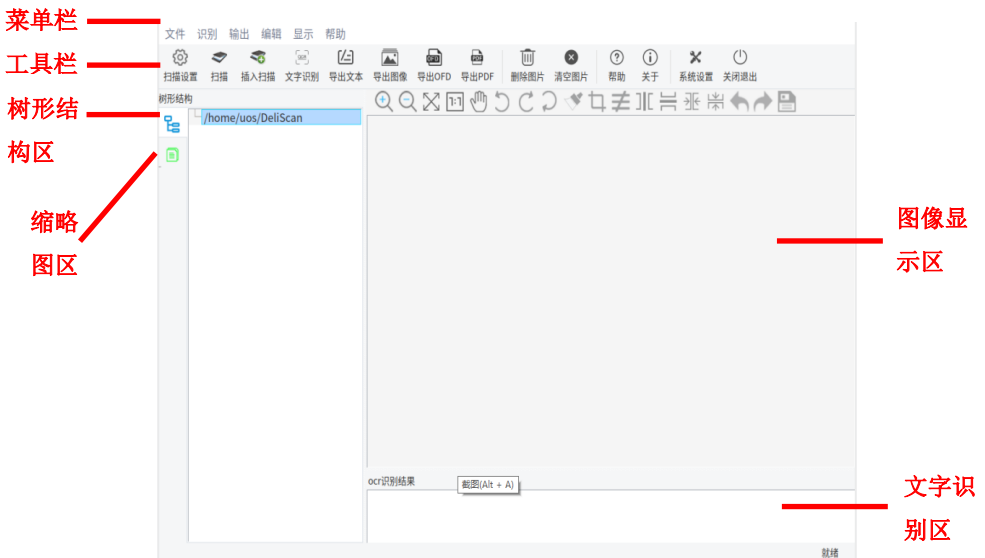 菜单栏
文件 识别 输出 编辑 显示 帮助
工具栏
扫描设置 扫描 插入扫描 文字识别 导出文本 导出图像 导出OFD 导出PDF 删除图片 清空图片 帮助 关于 系统设置 关闭退出
树形结构
1:1
树形结
构区
/home/uos/DeliScan
缩略
图区
图像显
示区
ocr识别结果
截图(Alt + A)
文字识
别区
就绪